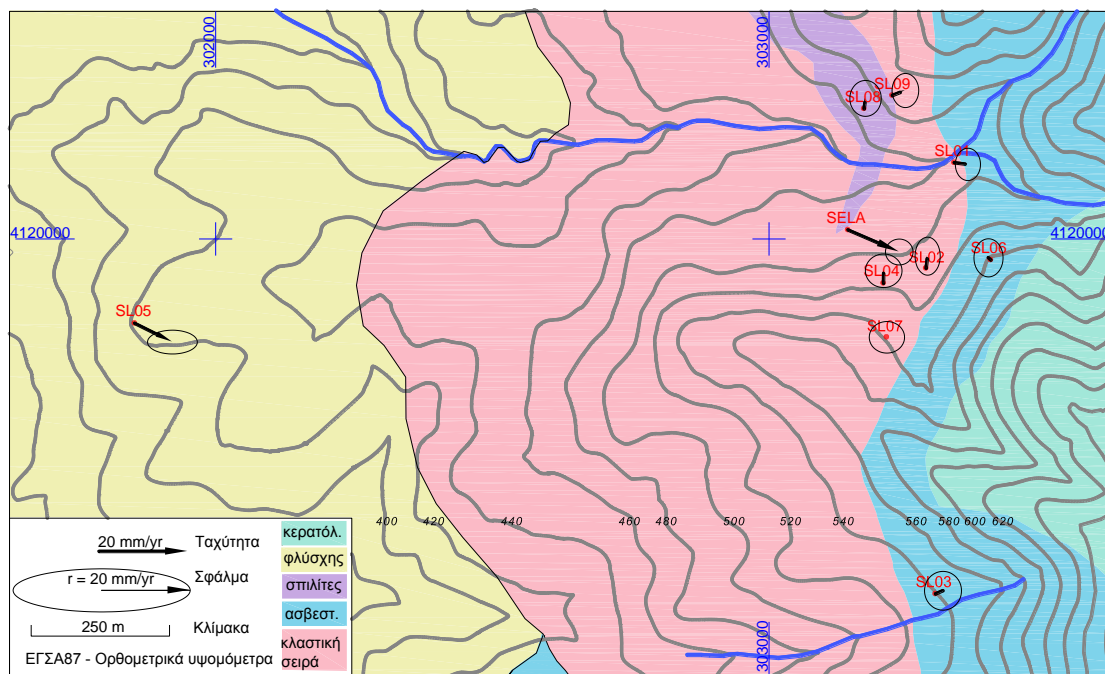 302000
303000
SL09
SL08
SL01
4120000
SELA
4120000
SL06
SL02
SL04
SL05
SL07
400 420 440 460 480 500 520 540 560 580 600 620
20 mm/yr Ταχύτητα
r = 20 mm/yr Σφάλμα
250 m Κλίμακα
ΕΓΣΑ87 - Ορθομετρικά υψομόμετρα
κερατόλ.
φλύσχης
σπιλίτες
ασβεστ.
κλαστική
σειρά
SL03
303000